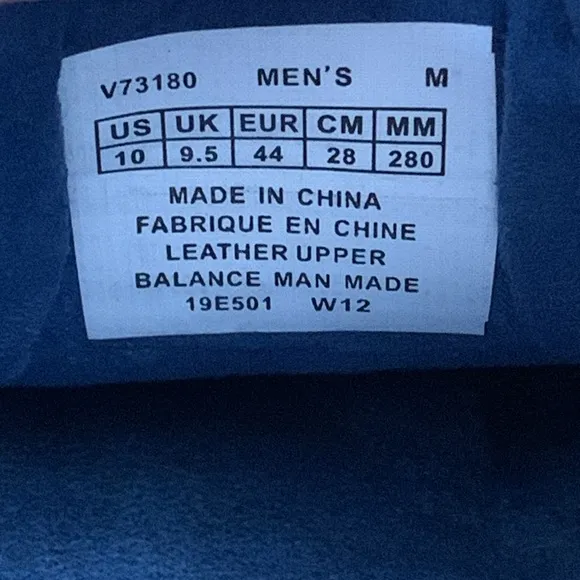 V73180 MEN'S M
US UK EUR CM MM
10 9.5 44 28 280
MADE IN CHINA
FABRIQUE EN CHINE
LEATHER UPPER
BALANCE MAN MADE
19E501 W12